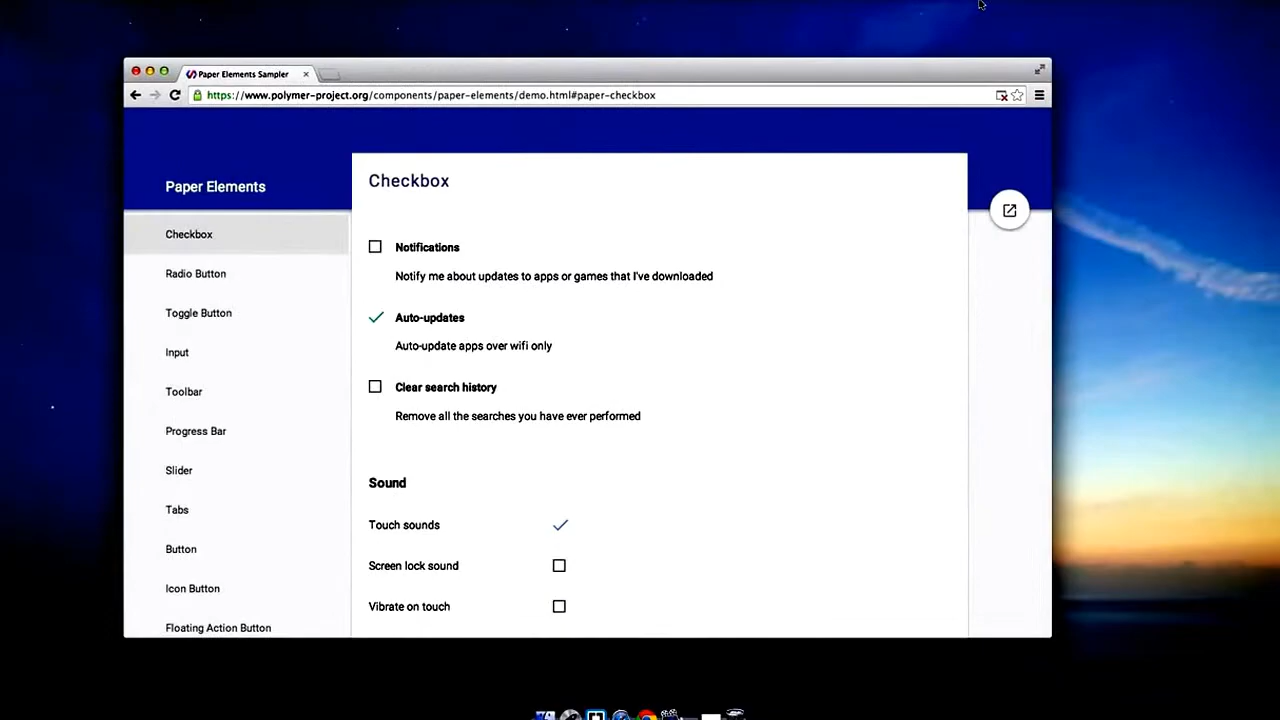 Paper Elements Sampler
https://www.polymer-project.org/components/paper-elements/demo.html#paper-checkbox
Paper Elements
Checkbox
Radio Button
Toggle Button
Input
Toolbar
Progress Bar
Slider
Tabs
Button
Icon Button
Floating Action Button
Checkbox
Notifications
Notify me about updates to apps or games that I've downloaded
Auto-updates
Auto-update apps over wifi only
Clear search history
Remove all the searches you have ever performed
Sound
Touch sounds
Screen lock sound
Vibrate on touch